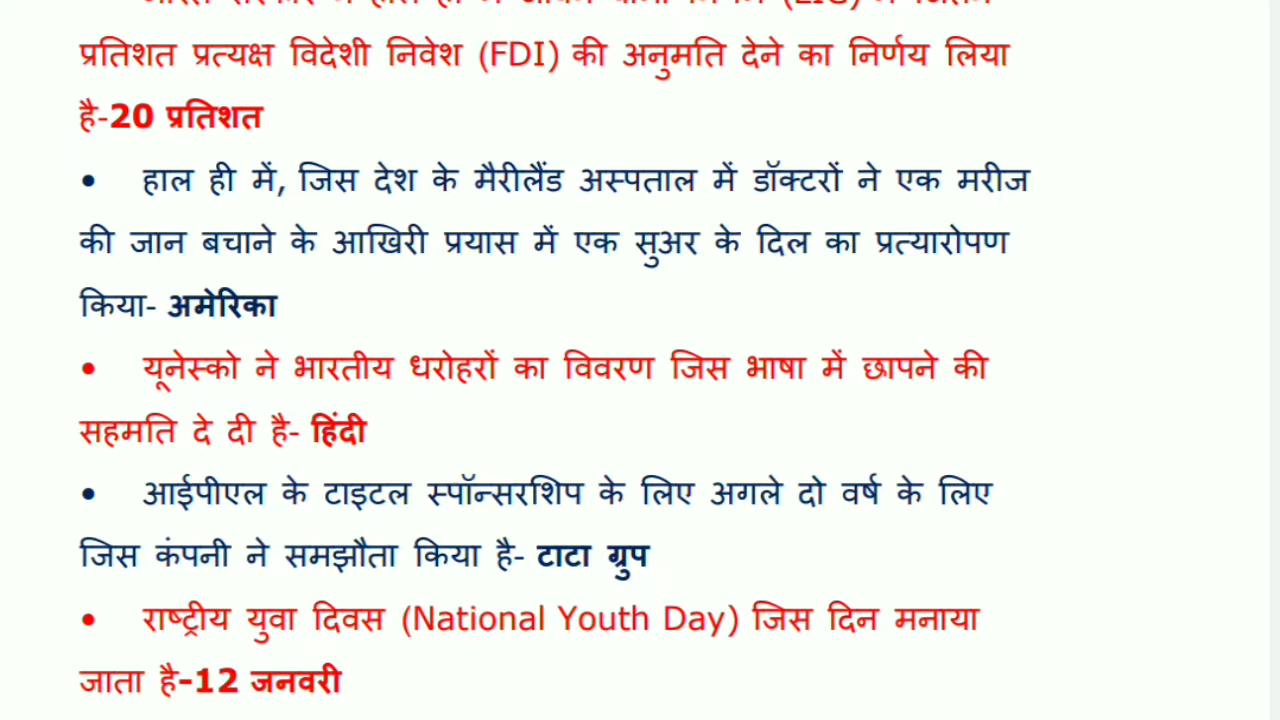 प्रतिशत प्रत्यक्ष विदेशी निवेश (FDI) की अनुमति देने का निर्णय लिया
है-20 प्रतिशत
• हाल ही में, जिस देश के मैरीलैंड अस्पताल में डॉक्टरों ने एक मरीज
की जान बचाने के आखिरी प्रयास में एक सुअर के दिल का प्रत्यारोपण
किया- अमेरिका
• यूनेस्को ने भारतीय धरोहरों का विवरण जिस भाषा में छापने की
सहमति दे दी है- हिंदी
• आईपीएल के टाइटल स्पॉन्सरशिप के लिए अगले दो वर्ष के लिए
जिस कंपनी ने समझौता किया है- टाटा ग्रुप
• राष्ट्रीय युवा दिवस (National Youth Day) जिस दिन मनाया
जाता है-12 जनवरी